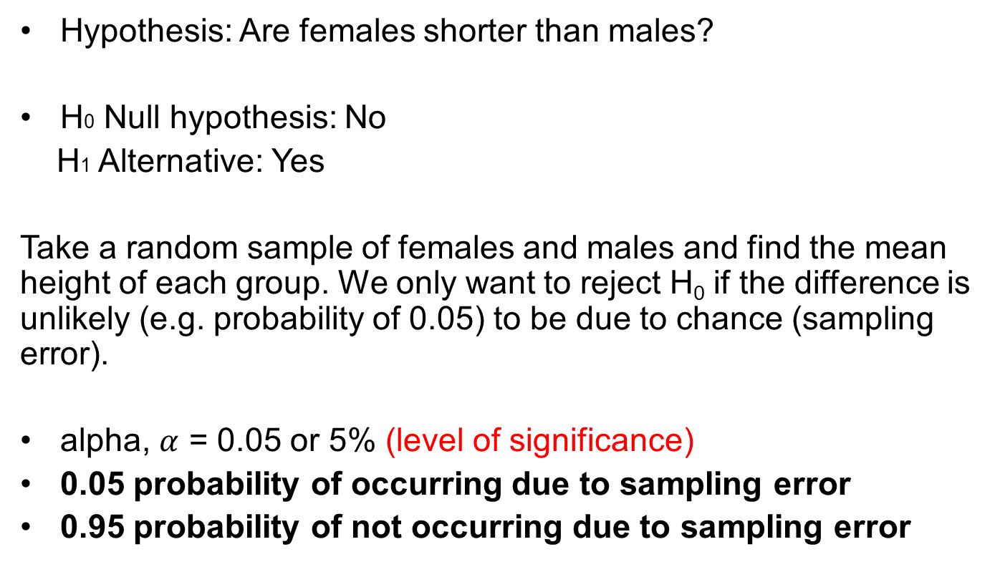 • Hypothesis: Are females shorter than males?
• H₀ Null hypothesis: No
H₁ Alternative: Yes
Take a random sample of females and males and find the mean
height of each group. We only want to reject H₀ if the difference is
unlikely (e.g. probability of 0.05) to be due to chance (sampling
error).
• alpha, 𝛼 = 0.05 or 5% (level of significance)
• 0.05 probability of occurring due to sampling error
• 0.95 probability of not occurring due to sampling error